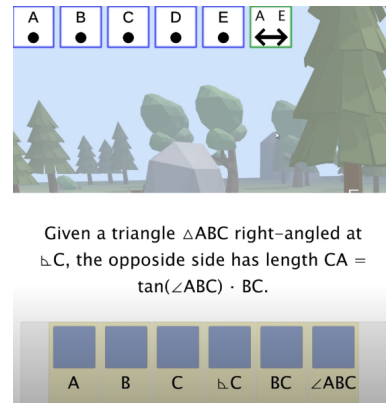 A B C D E A E
Given a triangle △ABC right-angled at
⊾C, the opposide side has length CA =
tan(∠ABC) · BC.
A B C ⊾C BC ∠ABC